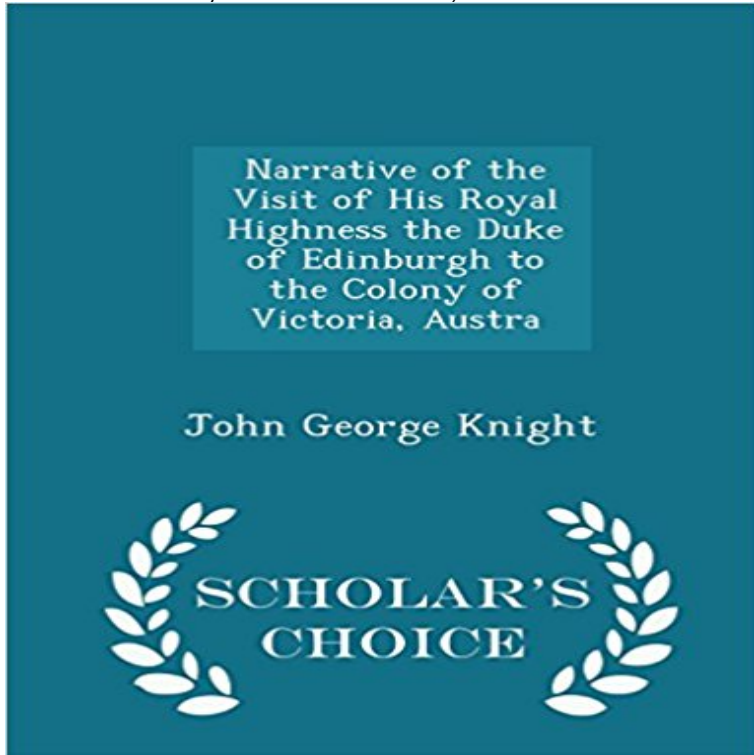 Narrative of the
Visit of His Royal
Highness the Duke
of Edinburgh to
the Colony of
Victoria, Austra
John George Knight
SCHOLAR'S
CHOICE